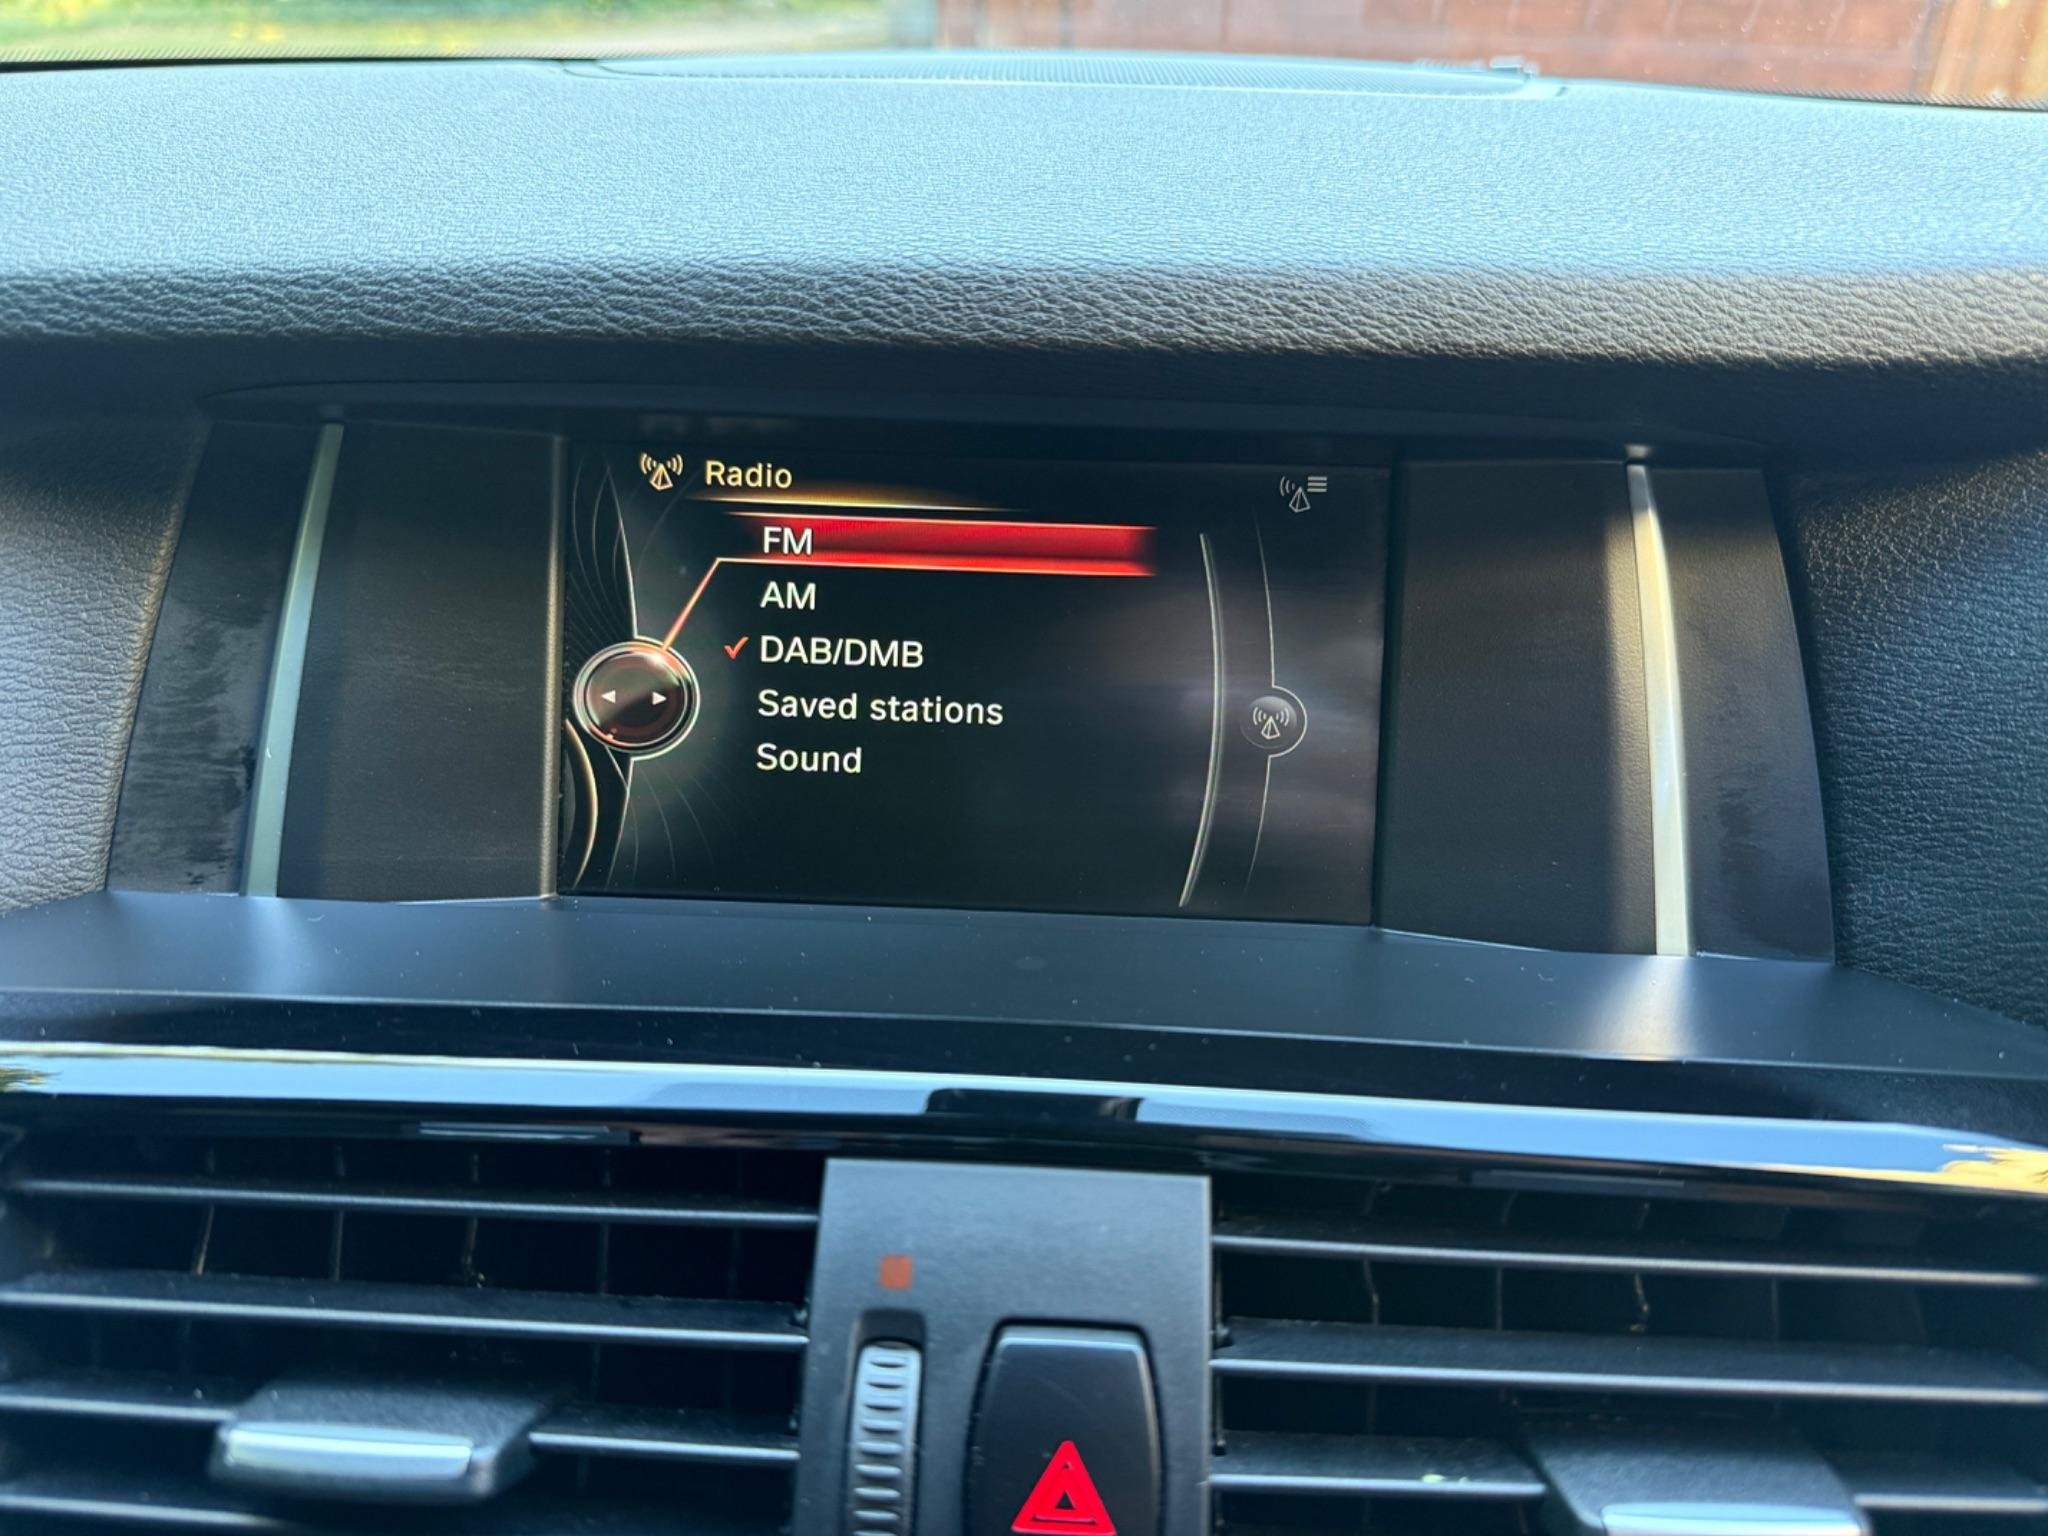 Radio
FM
AM
DAB/DMB
Saved stations
Sound